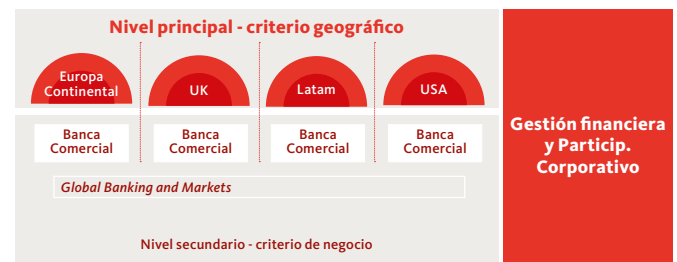 Nivel principal - criterio geográfico
Europa
Continental
UK
Latam
USA
Banca
Comercial
Banca
Comercial
Banca
Comercial
Banca
Comercial
Global Banking and Markets
Nivel secundario - criterio de negocio
Gestión financiera
y Particip.
Corporativo